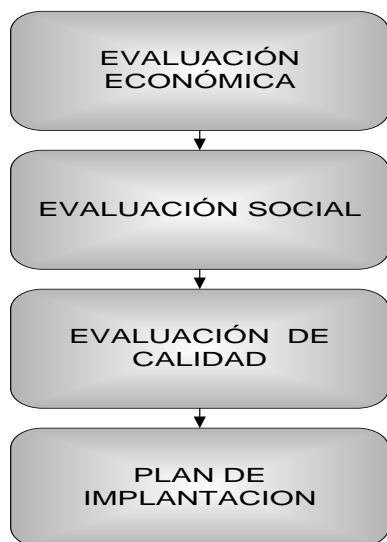 EVALUACIÓN
ECONÓMICA
EVALUACIÓN SOCIAL
EVALUACIÓN DE
CALIDAD
PLAN DE
IMPLANTACION